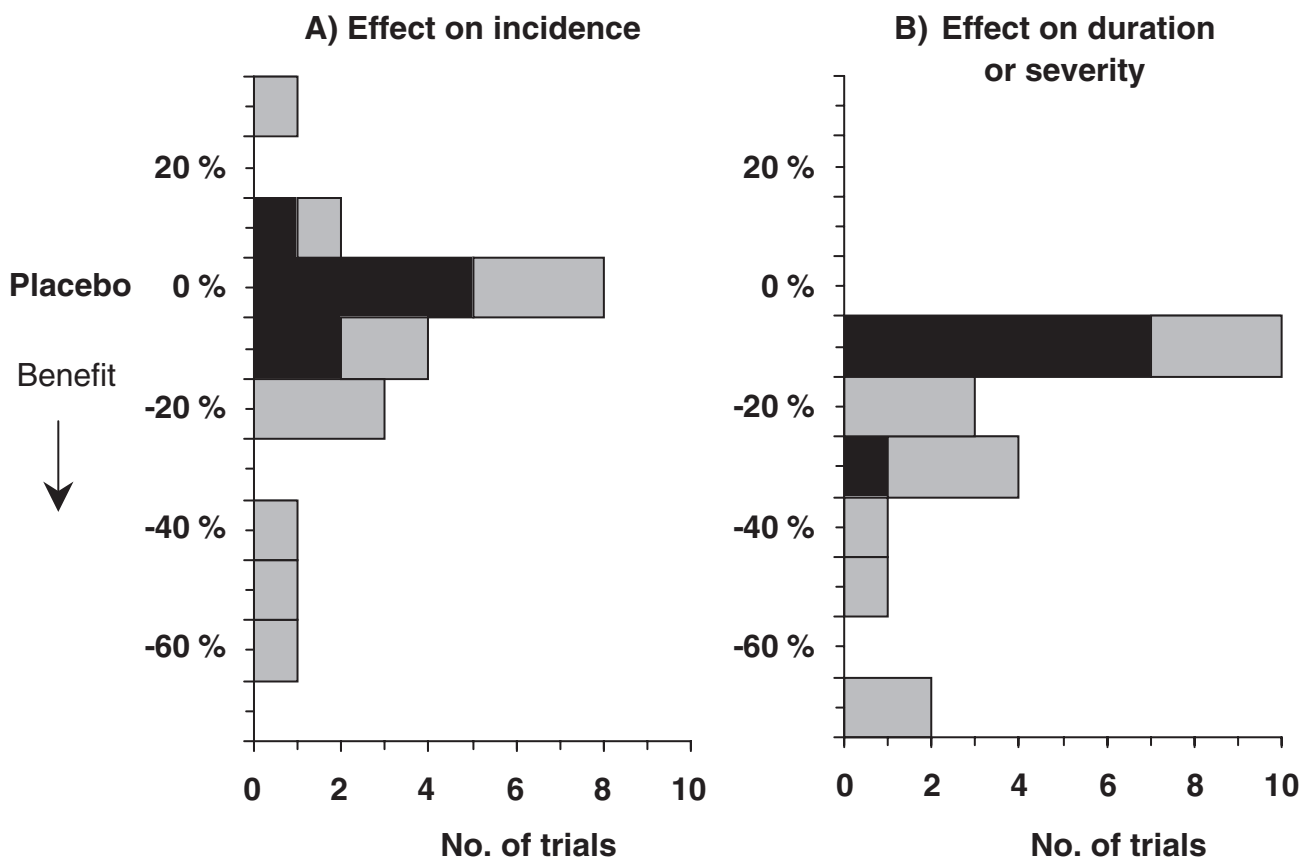 A) Effect on incidence
20 %
Placebo 0 %
Benefit
-20 %
-40 %
-60 %
0 2 4 6 8 10
No. of trials
B) Effect on duration
or severity
20 %
0 %
-20 %
-40 %
-60 %
0 2 4 6 8 10
No. of trials